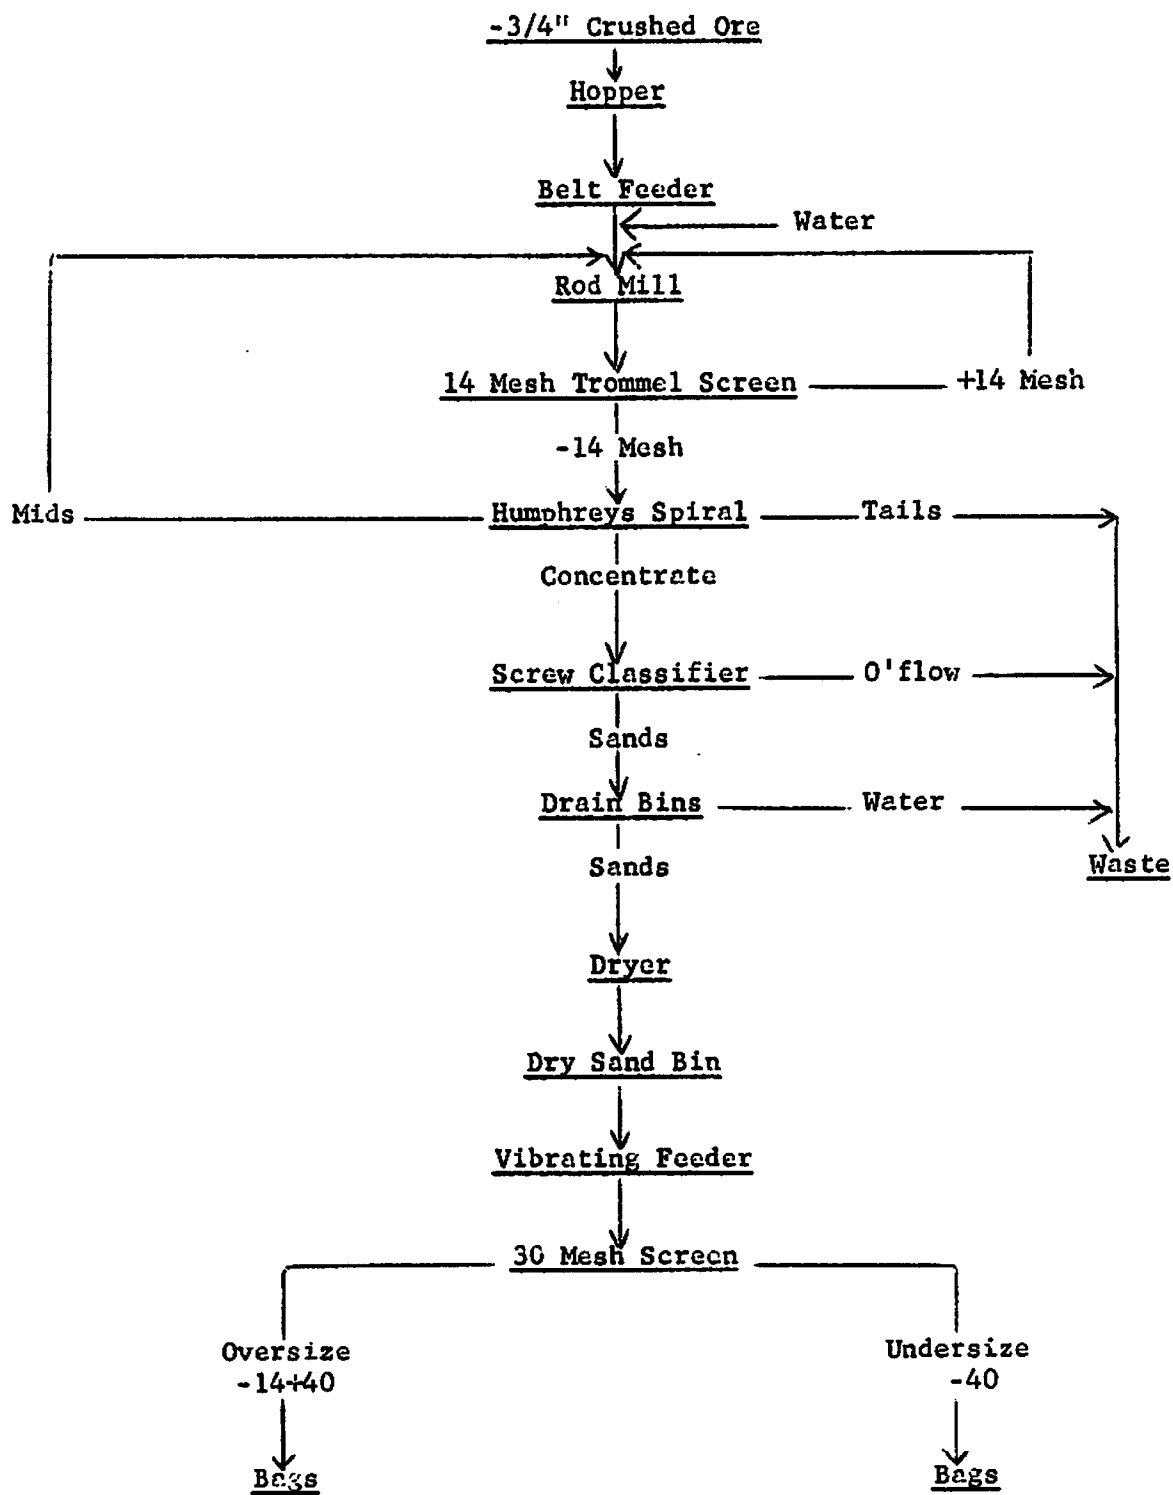 -3/4" Crushed Ore
Hopper
Belt Feeder
Water
Rod Mill
14 Mesh Trommel Screen
+14 Mesh
-14 Mesh
Mids
Humphreys Spiral
Tails
Concentrate
Screw Classifier
O'flow
Sands
Drain Bins
Water
Waste
Sands
Dryer
Dry Sand Bin
Vibrating Feeder
30 Mesh Screen
Oversize
-14+40
Undersize
-40
Bags
Bags